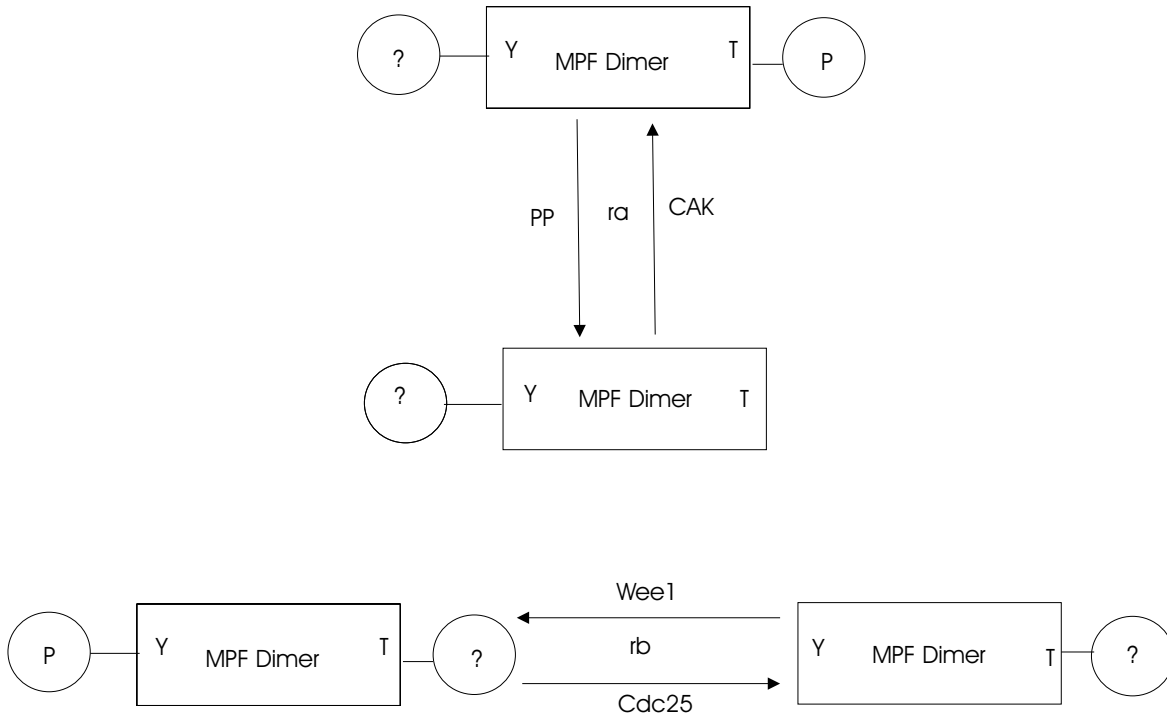 ? Y MPF Dimer T P
PP ra CAK
? Y MPF Dimer T
Wee1
P Y MPF Dimer T ? rb Y MPF Dimer T ?
Cdc25